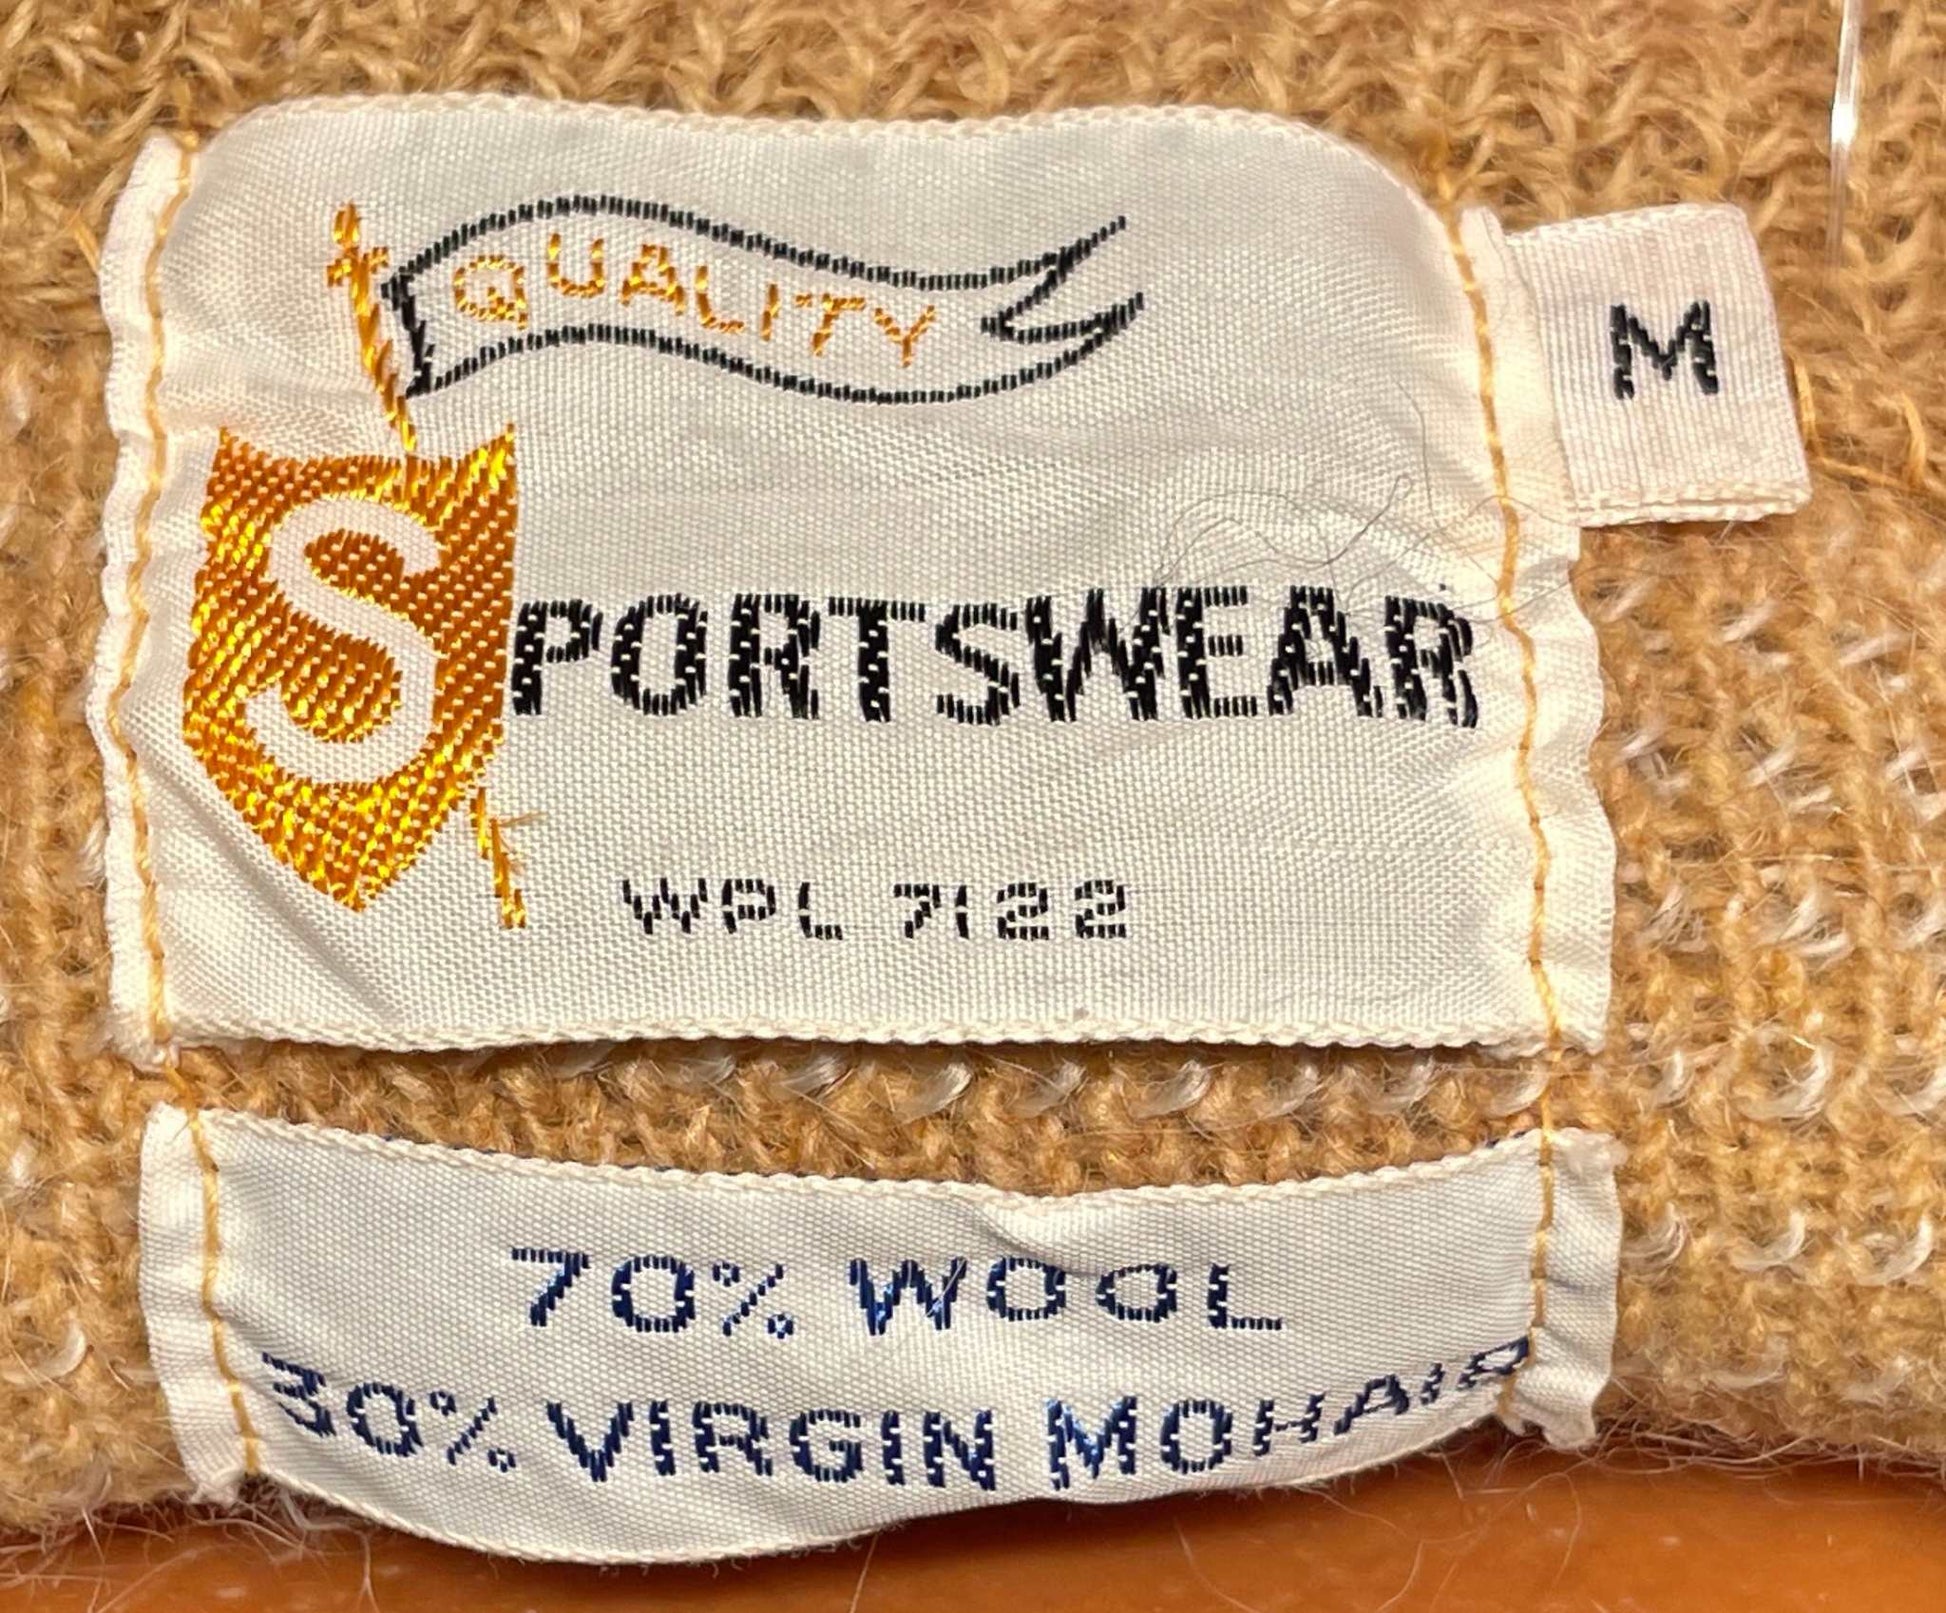 QUALITY
SPORTSWEAR
M
WPL 7122
70% WOOL
30% VIRGIN MOHAIR